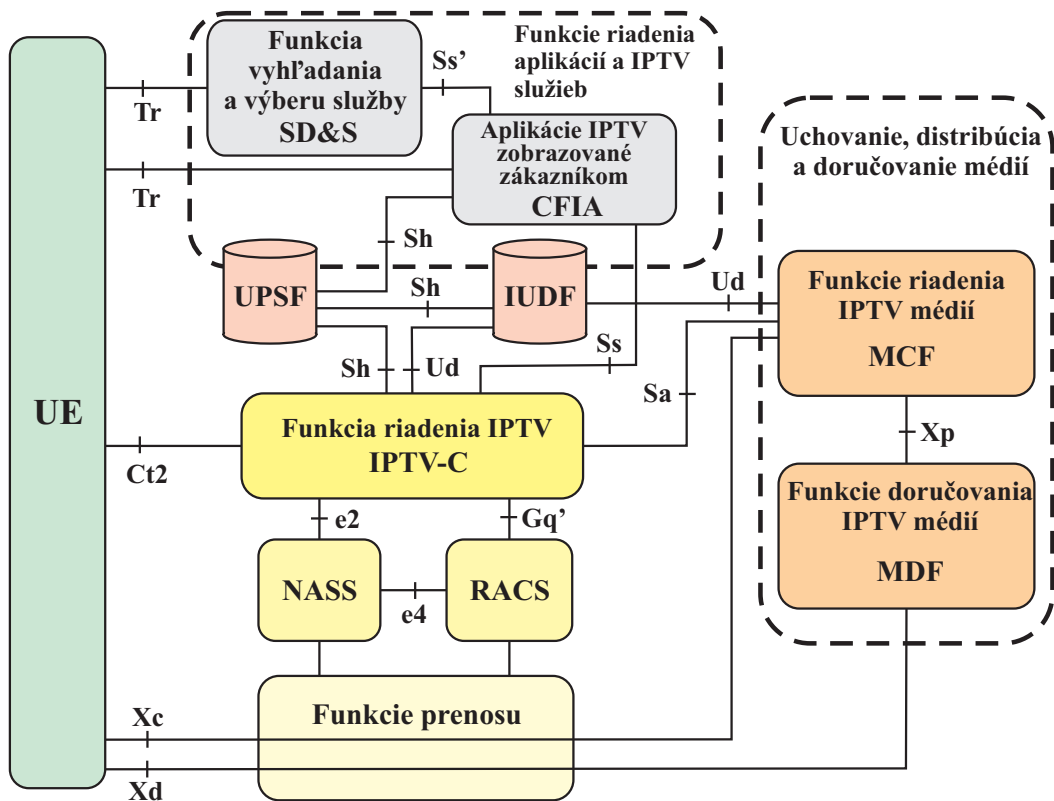 Funkcia
vyhľadania
a výberu služby
SD&S
Ss’
Funkcie riadenia
aplikácií a IPTV
služieb
Tr
Aplikácie IPTV
zobrazované
zákazníkom
CFIA
Uchovanie, distribúcia
a doručovanie médií
Tr
Sh
UPSF
Sh
IUDF
Ud
Funkcie riadenia
IPTV médií
MCF
Sh
Ud
Ss
Sa
UE
Funkcia riadenia IPTV
IPTV-C
Ct2
Xp
Funkcie doručovania
IPTV médií
MDF
e2
Gq’
NASS
e4
RACS
Funkcie prenosu
Xc
Xd